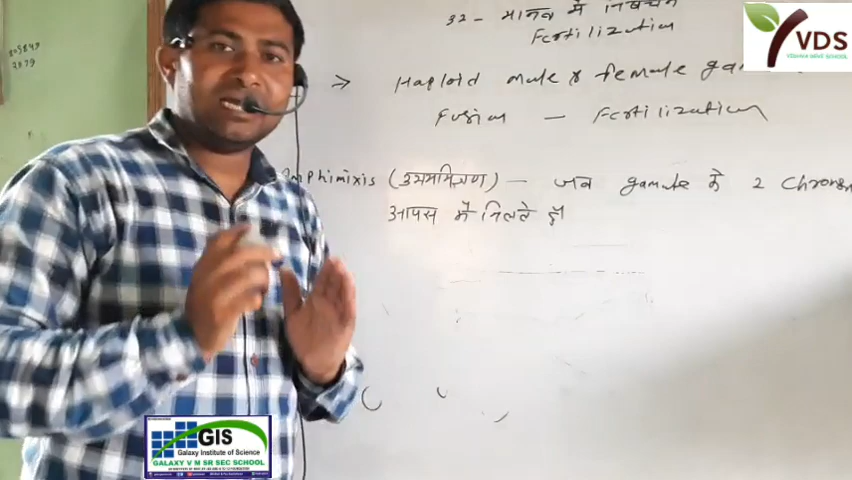 32 - मानव में निषेचन
Fertilization
→ Haploid male & female
Fusion - Fertilization
Amphimixis (उभयमिश्रण) - जब gamete के 2
आपस में मिलते हैं
VDS
GIS
Galaxy Institute of Science
GALAXY V M SR SEC SCHOOL